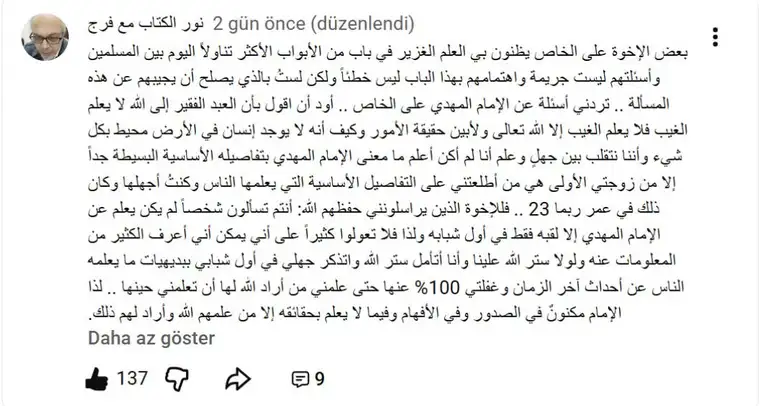 نور الكتاب مع فرج 2 gün önce (düzenlendi)
بعض الإخوة على الخاص يظنون بي العلم الغزير في باب من الأبواب الأكثر تناولاً اليوم بين المسلمين
وأسئلتهم ليست جريمة واهتمامهم بهذا الباب ليس خطئاً ولكن لستُ بالذي يصلح أن يجيبهم عن هذه
المسألة .. تردني أسئلة عن الإمام المهدي على الخاص .. أود أن اقول بأن العبد الفقير إلى الله لا يعلم
الغيب فلا يعلم الغيب إلا الله تعالى ولأبين حقيقة الأمور وكيف أنه لا يوجد إنسان في الأرض محيط بكل
شيء وأننا نتقلب بين جهلٍ وعلم أنا لم أكن أعلم ما معنى الإمام المهدي بتفاصيله الأساسية البسيطة جداً
إلا من زوجتي الأولى هي من أطلعتني على التفاصيل الأساسية التي يعلمها الناس وكنتُ أجهلها وكان
ذلك في عمر ربما 23 .. فللإخوة الذين يراسلونني حفظهم الله: أنتم تسألون شخصاً لم يكن يعلم عن
الإمام المهدي إلا لقبه فقط في أول شبابه ولذا فلا تعولوا كثيراً على أني يمكن أني أعرف الكثير من
المعلومات عنه ولولا ستر الله علينا وأنا أتأمل ستر الله واتذكر جهلي في أول شبابي ببديهيات ما يعلمه
الناس عن أحداث آخر الزمان وغفلتي 100% عنها حتى علمني من أراد الله لها أن تعلمني حينها .. لذا
الإمام مكنونٌ في الصدور وفي الأفهام وفيما لا يعلم بحقائقه إلا من علمهم الله وأراد لهم ذلك.
Daha az göster
137
9